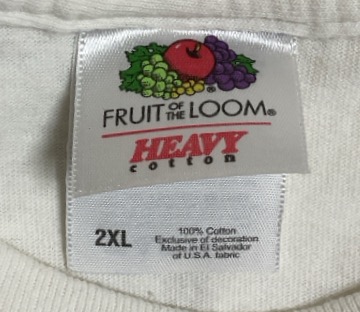 FRUIT OF THE LOOM®
HEAVY
cotton
2XL
100% Cotton
Exclusive of decoration
Made in El Salvador
of U.S.A. fabric